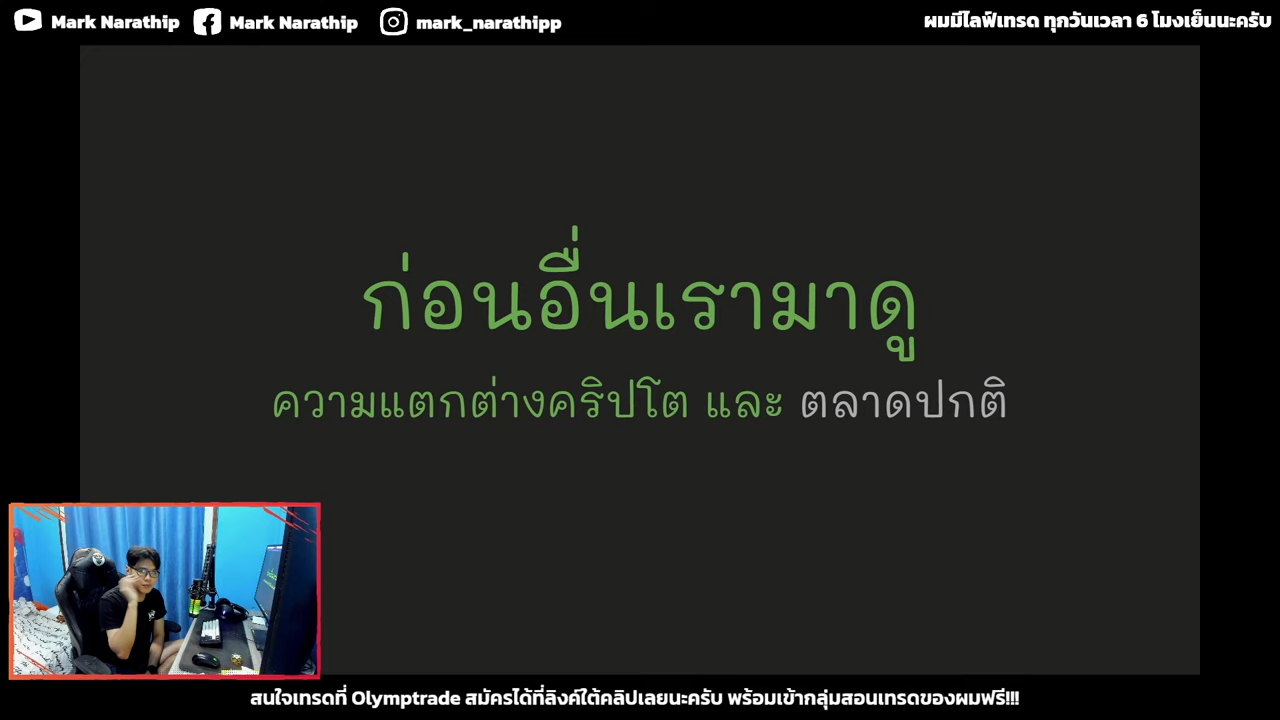 Mark Narathip
Mark Narathip
mark_narathipp
ผมมีไลฟ์เทรด ทุกวันเวลา 6 โมงเย็นนะครับ
ก่อนอื่นเรามาดู
ความแตกต่างคริปโต และ ตลาดปกติ
สนใจเทรดที่ Olymptrade สมัครได้ที่ลิงค์ใต้คลิปเลยนะครับ พร้อมเข้ากลุ่มสอนเทรดของผมฟรี!!!